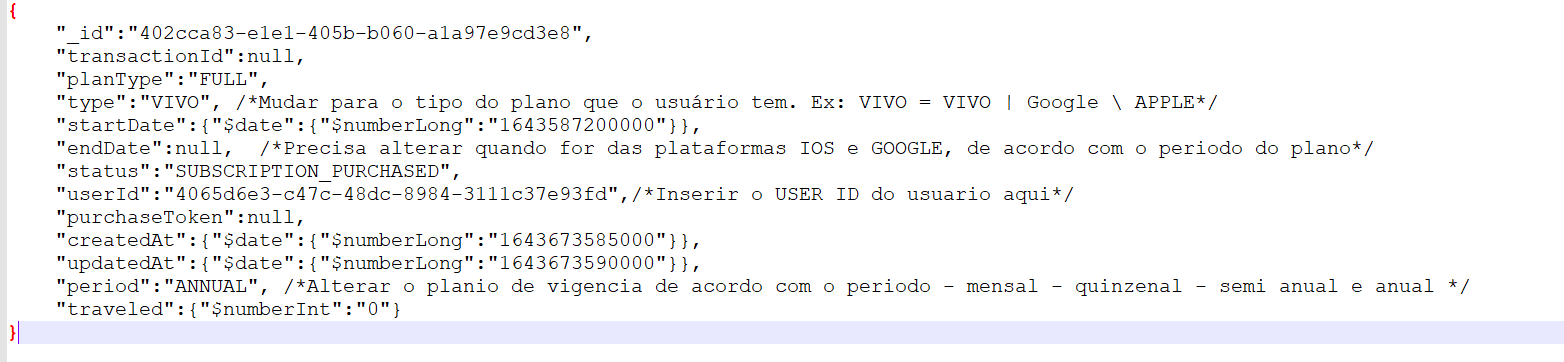 {
"_id":"402cca83-e1e1-405b-b060-a1a97e9cd3e8",
"transactionId":null,
"planType":"FULL",
"type":"VIVO", /*Mudar para o tipo do plano que o usuário tem. Ex: VIVO = VIVO | Google \ APPLE*/
"startDate":{"$date":{"$numberLong":"1643587200000"}},
"endDate":null,  /*Precisa alterar quando for das plataformas IOS e GOOGLE, de acordo com o periodo do plano*/
"status":"SUBSCRIPTION_PURCHASED",
"userId":"4065d6e3-c47c-48dc-8984-3111c37e93fd",/*Inserir o USER ID do usuario aqui*/
"purchaseToken":null,
"createdAt":{"$date":{"$numberLong":"1643673585000"}},
"updatedAt":{"$date":{"$numberLong":"1643673590000"}},
"period":"ANNUAL", /*Alterar o planio de vigencia de acordo com o periodo - mensal - quinzenal - semi anual e anual */
"traveled":{"$numberInt":"0"}
}